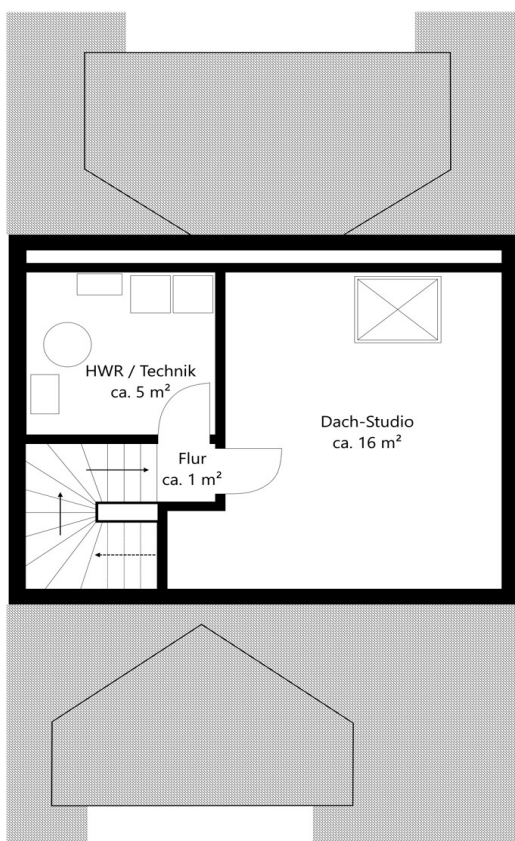 HWR / Technik
ca. 5 m²
Dach-Studio
ca. 16 m²
Flur
ca. 1 m²